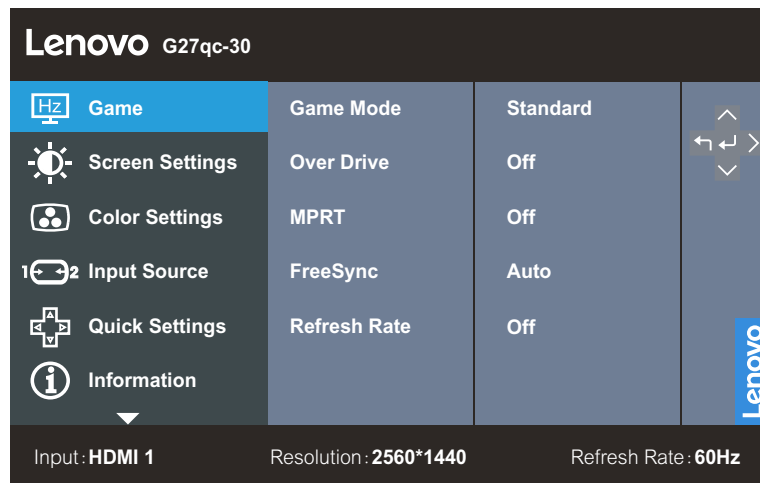 Lenovo G27qc-30
Hz Game Game Mode Standard
Screen Settings Over Drive Off
Color Settings MPRT Off
1 2 Input Source FreeSync Auto
Quick Settings Refresh Rate Off
i Information
Lenovo
Input: HDMI 1 Resolution: 2560*1440 Refresh Rate: 60Hz